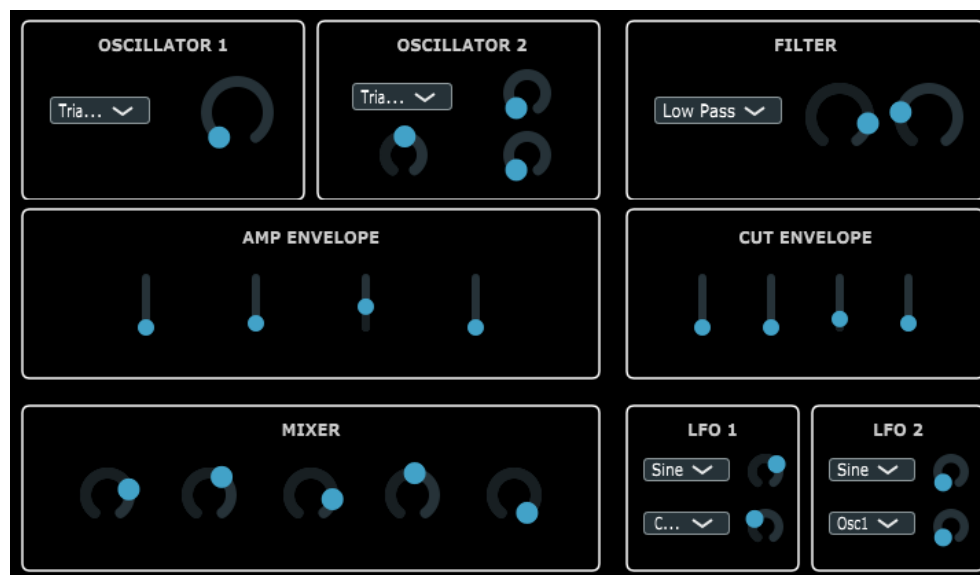 OSCILLATOR 1
Tria...
OSCILLATOR 2
Tria...
FILTER
Low Pass
AMP ENVELOPE
CUT ENVELOPE
MIXER
LFO 1
Sine
C...
LFO 2
Sine
Osc1